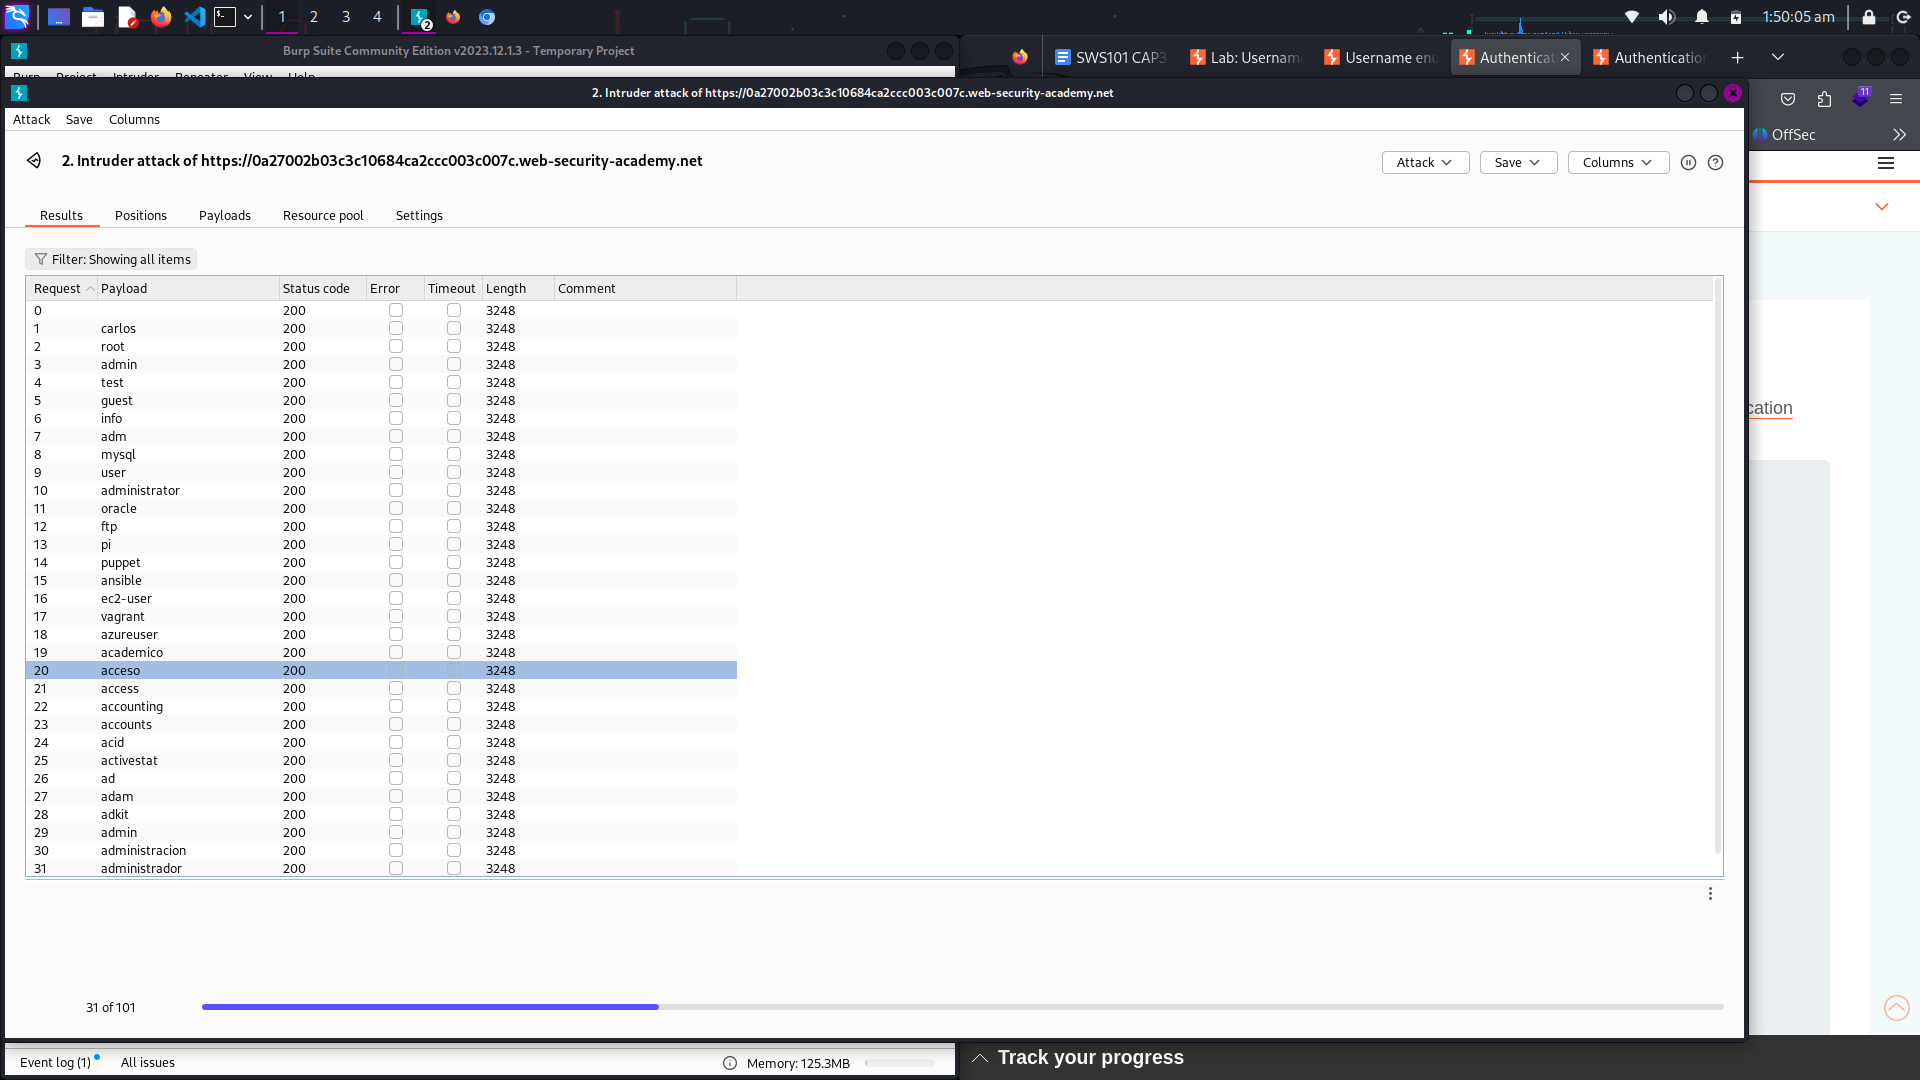 1 2 3 4 2 1:50:05 am
Burp Suite Community Edition v2023.12.1.3 - Temporary Project
SWS101 CAP3 Lab: Usernam Username enu Authenticat Authentication
Burp Project Intruder Repeater View Help
2. Intruder attack of https://0a27002b03c3c10684ca2ccc003c007c.web-security-academy.net
11
Attack Save Columns
OffSec
2. Intruder attack of https://0a27002b03c3c10684ca2ccc003c007c.web-security-academy.net
Attack Save Columns
Results Positions Payloads Resource pool Settings
Filter: Showing all items
Request Payload Status code Error Timeout Length Comment
0 200 3248
1 carlos 200 3248
2 root 200 3248
3 admin 200 3248
4 test 200 3248
5 guest 200 3248
cation
6 info 200 3248
7 adm 200 3248
8 mysql 200 3248
9 user 200 3248
10 administrator 200 3248
11 oracle 200 3248
12 ftp 200 3248
13 pi 200 3248
14 puppet 200 3248
15 ansible 200 3248
16 ec2-user 200 3248
17 vagrant 200 3248
18 azureuser 200 3248
19 academico 200 3248
20 acceso 200 3248
21 access 200 3248
22 accounting 200 3248
23 accounts 200 3248
24 acid 200 3248
25 activestat 200 3248
26 ad 200 3248
27 adam 200 3248
28 adkit 200 3248
29 admin 200 3248
30 administracion 200 3248
31 administrador 200 3248
31 of 101
Event log (1) All issues Memory: 125.3MB
Track your progress